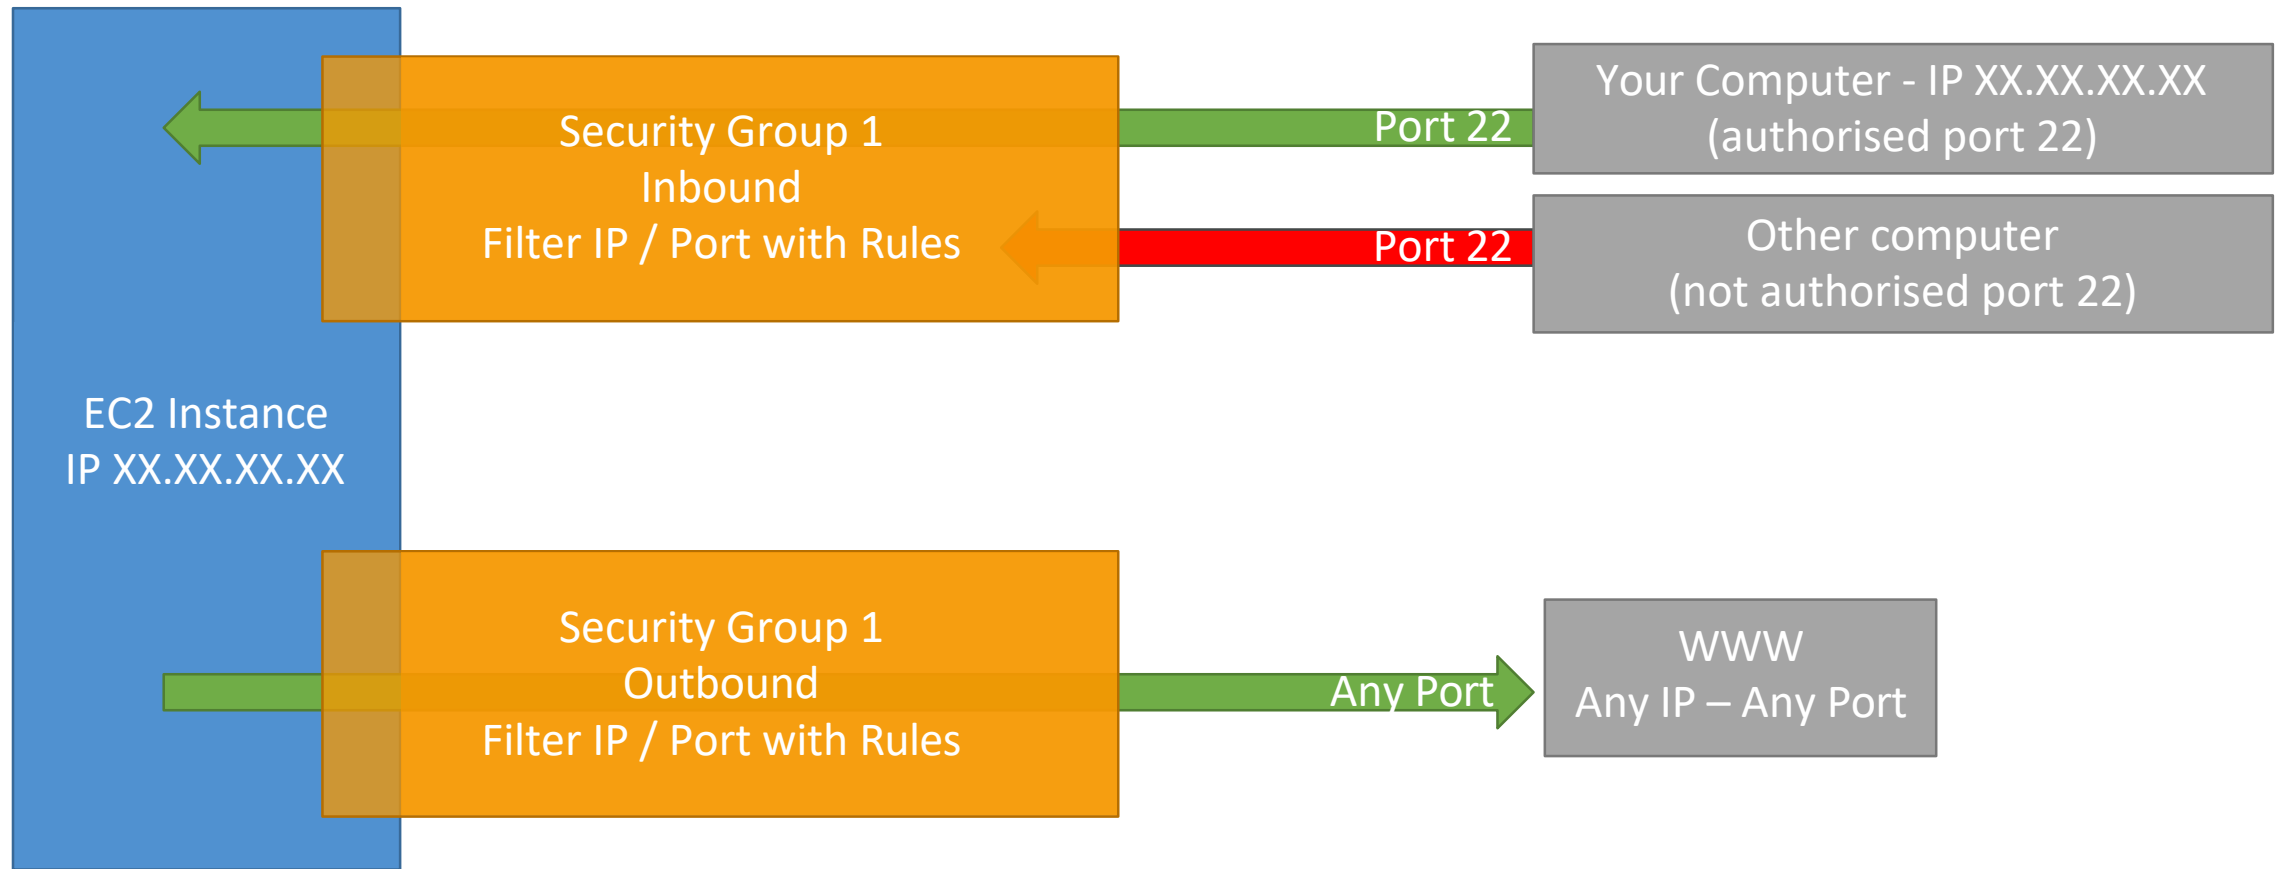 Your Computer - IP XX.XX.XX.XX
(authorised port 22)
Port 22
Security Group 1
Inbound
Filter IP / Port with Rules
Port 22
Other computer
(not authorised port 22)
EC2 Instance
IP XX.XX.XX.XX
Security Group 1
Outbound
Filter IP / Port with Rules
Any Port
WWW
Any IP – Any Port